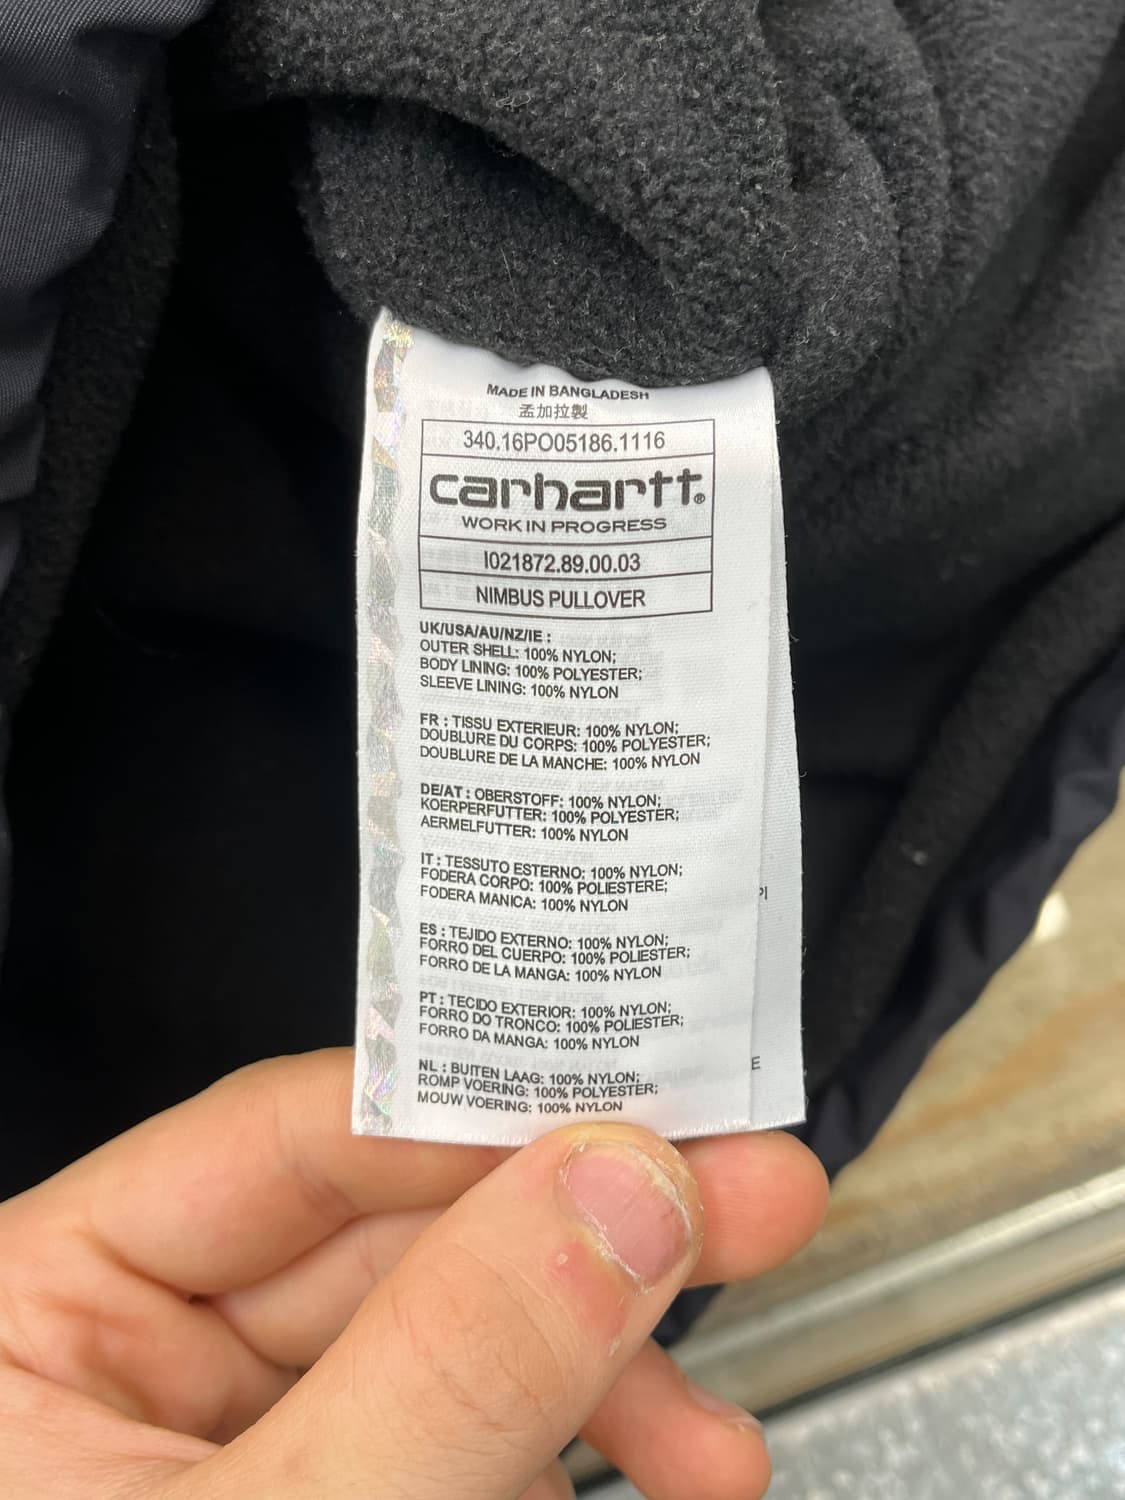 MADE IN BANGLADESH
孟加拉製
340.16PO05186.1116
carhartt®
WORK IN PROGRESS
I021872.89.00.03
NIMBUS PULLOVER
UK/USA/AU/NZ/IE :
OUTER SHELL: 100% NYLON;
BODY LINING: 100% POLYESTER;
SLEEVE LINING: 100% NYLON
FR : TISSU EXTERIEUR: 100% NYLON;
DOUBLURE DU CORPS: 100% POLYESTER;
DOUBLURE DE LA MANCHE: 100% NYLON
DE/AT : OBERSTOFF: 100% NYLON;
KOERPERFUTTER: 100% POLYESTER;
AERMELFUTTER: 100% NYLON
IT : TESSUTO ESTERNO: 100% NYLON;
FODERA CORPO: 100% POLIESTERE;
FODERA MANICA: 100% NYLON
ES : TEJIDO EXTERNO: 100% NYLON;
FORRO DEL CUERPO: 100% POLIESTER;
FORRO DE LA MANGA: 100% NYLON
PT : TECIDO EXTERIOR: 100% NYLON;
FORRO DO TRONCO: 100% POLIESTER;
FORRO DA MANGA: 100% NYLON
NL : BUITEN LAAG: 100% NYLON;
ROMP VOERING: 100% POLYESTER;
MOUW VOERING: 100% NYLON